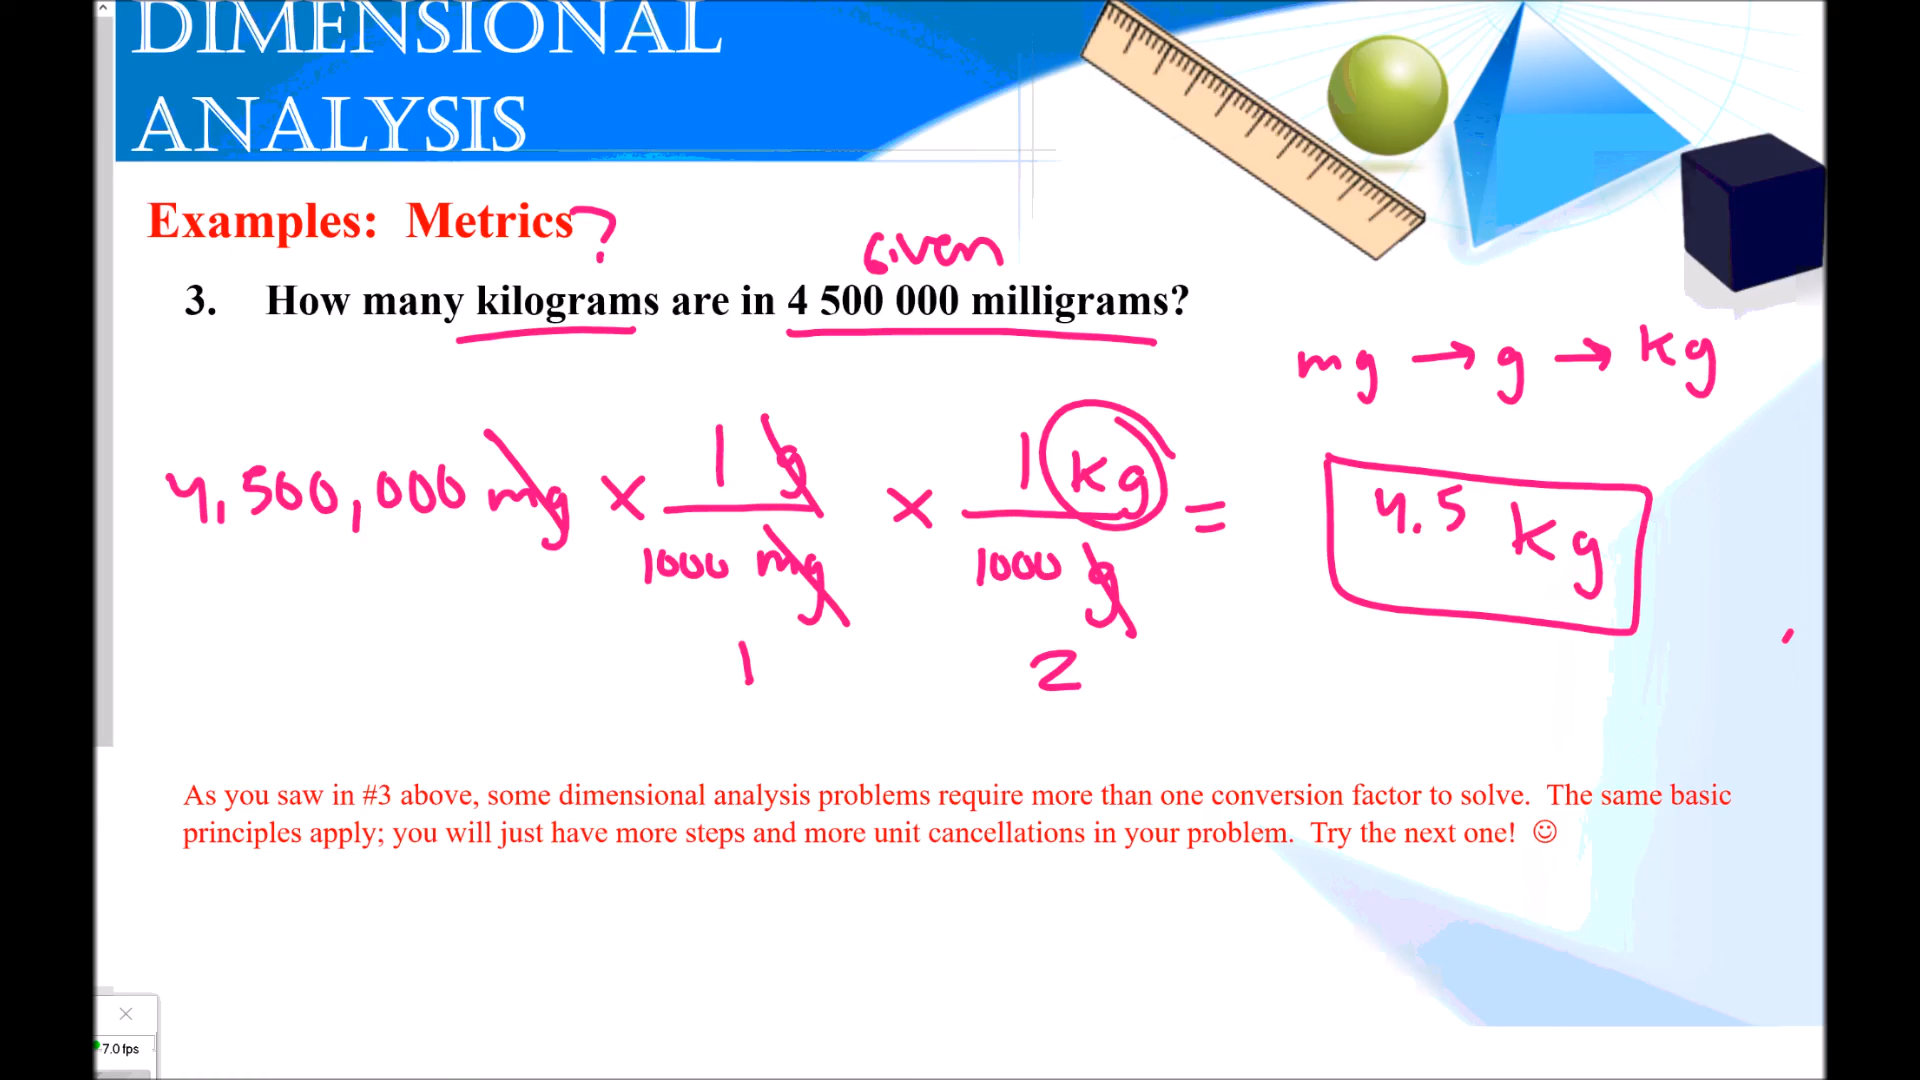 DIMENSIONAL
ANALYSIS
Examples: Metrics
?
Given
3. How many kilograms are in 4 500 000 milligrams?
mg → g → kg
4,500,000 mg × 1 g / 1000 mg × 1 kg / 1000 g = 4.5 kg
1 2
As you saw in #3 above, some dimensional analysis problems require more than one conversion factor to solve. The same basic
principles apply; you will just have more steps and more unit cancellations in your problem. Try the next one! ☺
7.0 fps